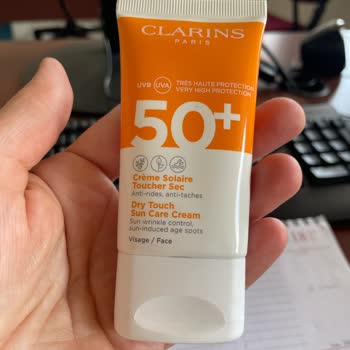 CLARINS
PARIS
UVB UVA TRÈS HAUTE PROTECTION
VERY HIGH PROTECTION
50+
Crème Solaire
Toucher Sec
Anti-rides, anti-taches
Dry Touch
Sun Care Cream
Sun wrinkle control,
sun-induced age spots
Visage / Face